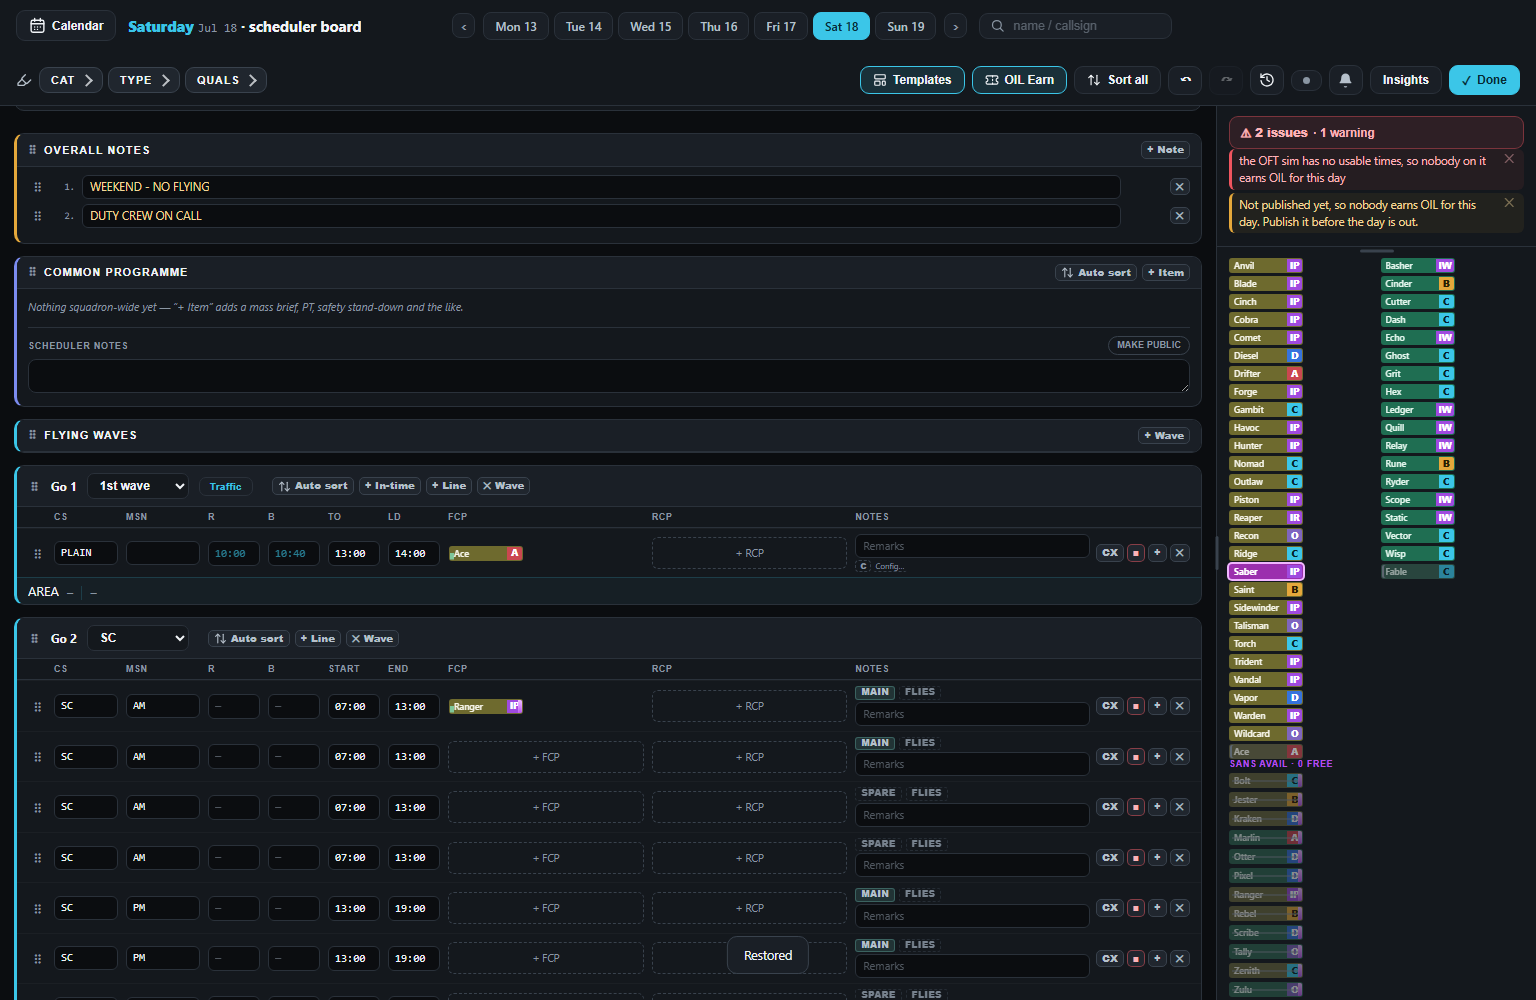 Calendar
Saturday Jul 18 · scheduler board
‹ Mon 13 Tue 14 Wed 15 Thu 16 Fri 17 Sat 18 Sun 19 ›
name / callsign
CAT TYPE QUALS
Templates OIL Earn Sort all Insights ✓ Done
OVERALL NOTES + Note
1. WEEKEND - NO FLYING
2. DUTY CREW ON CALL
COMMON PROGRAMME Auto sort + Item
Nothing squadron-wide yet — "+ Item" adds a mass brief, PT, safety stand-down and the like.
SCHEDULER NOTES MAKE PUBLIC
FLYING WAVES + Wave
Go 1 1st wave Traffic Auto sort + In-time + Line ✕ Wave
CS MSN R B TO LD FCP RCP NOTES
PLAIN 10:00 10:40 13:00 14:00 Ace A + RCP Remarks CX ■ + ✕
C Config...
AREA – | –
Go 2 SC Auto sort + Line ✕ Wave
CS MSN R B START END FCP RCP NOTES
MAIN FLIES
SC AM – – 07:00 13:00 Ranger IP + RCP Remarks CX ■ + ✕
MAIN FLIES
SC AM – – 07:00 13:00 + FCP + RCP Remarks CX ■ + ✕
SPARE FLIES
SC AM – – 07:00 13:00 + FCP + RCP Remarks CX ■ + ✕
SPARE FLIES
SC AM – – 07:00 13:00 + FCP + RCP Remarks CX ■ + ✕
MAIN FLIES
SC PM – – 13:00 19:00 + FCP + RCP Remarks CX ■ + ✕
MAIN FLIES
SC PM – – 13:00 19:00 + FCP Remarks CX ■ + ✕
Restored
SPARE FLIES
⚠ 2 issues · 1 warning
the OFT sim has no usable times, so nobody on it
earns OIL for this day
Not published yet, so nobody earns OIL for this
day. Publish it before the day is out.
Anvil IP
Blade IP
Cinch IP
Cobra IP
Comet IP
Diesel D
Drifter A
Forge IP
Gambit C
Havoc IP
Hunter IP
Nomad C
Outlaw C
Piston IP
Reaper IR
Recon O
Ridge C
Saber IP
Saint B
Sidewinder IP
Talisman O
Torch C
Trident IP
Vandal IP
Vapor D
Warden IP
Wildcard O
Ace A
SANS AVAIL · 0 FREE
Bolt C
Jester B
Kraken D
Marlin A
Otter D
Pixel D
Ranger IP
Rebel B
Scribe D
Tally O
Zenith C
Zulu O
Basher IW
Cinder B
Cutter C
Dash C
Echo IW
Ghost C
Grit C
Hex C
Ledger IW
Quill IW
Relay IW
Rune B
Ryder C
Scope IW
Static IW
Vector C
Wisp C
Fable C